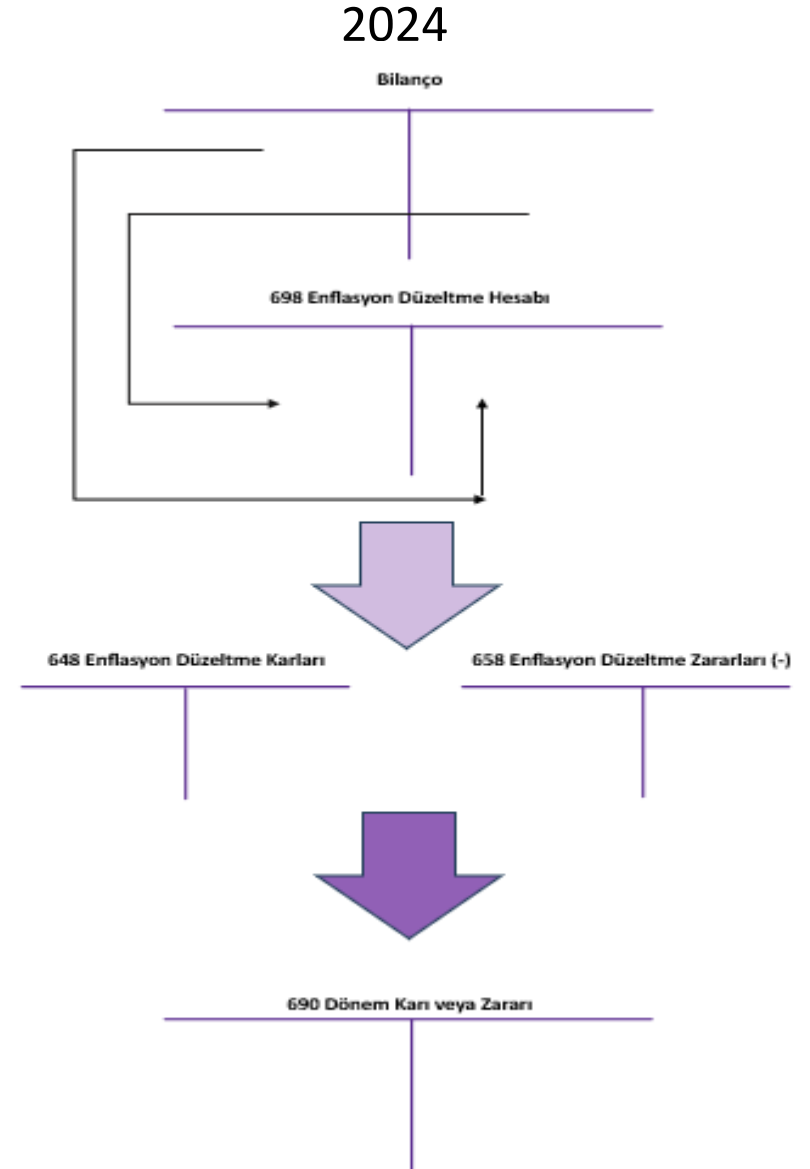 2024
Bilanço
698 Enflasyon Düzeltme Hesabı
648 Enflasyon Düzeltme Karları
658 Enflasyon Düzeltme Zararları (-)
690 Dönem Karı veya Zararı